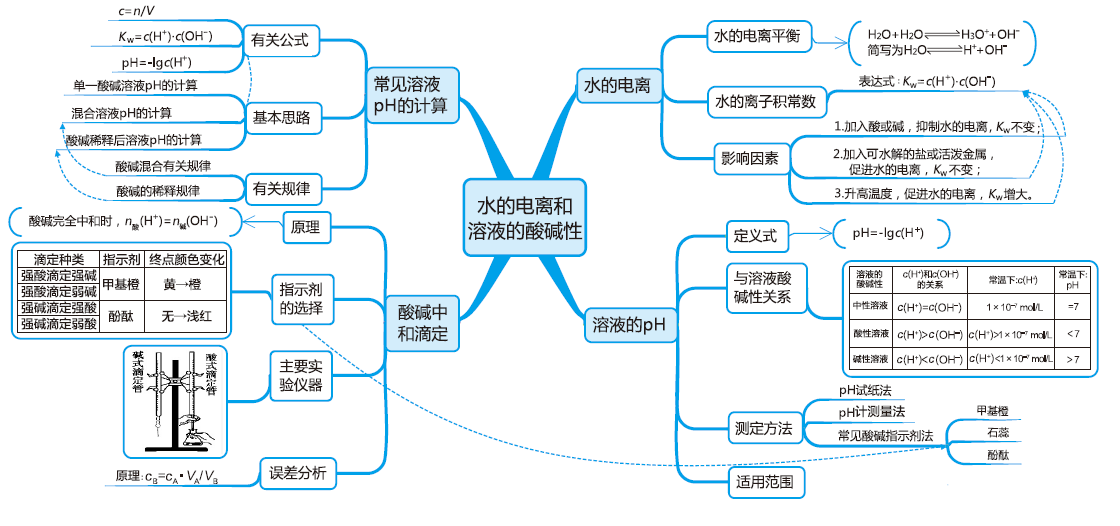 水的电离和
溶液的酸碱性
常见溶液
pH的计算
有关公式
c=n/V
Kw=c(H⁺)·c(OH⁻)
pH=-lgc(H⁺)
基本思路
单一酸碱溶液pH的计算
混合溶液pH的计算
酸碱稀释后溶液pH的计算
有关规律
酸碱混合有关规律
酸碱的稀释规律
酸碱中
和滴定
原理
酸碱完全中和时，n酸(H⁺)=n碱(OH⁻)
指示剂
的选择
滴定种类 指示剂 终点颜色变化
强酸滴定强碱
强酸滴定弱碱
甲基橙 黄→橙
强碱滴定强酸
强碱滴定弱酸
酚酞 无→浅红
主要实
验仪器
碱式滴定管
酸式滴定管
误差分析
原理:cB=cA·VA/VB
水的电离
水的电离平衡
H₂O+H₂O⇌H₃O⁺+OH⁻
简写为H₂O⇌H⁺+OH⁻
水的离子积常数
表达式：Kw=c(H⁺)·c(OH⁻)
影响因素
1.加入酸或碱，抑制水的电离，Kw不变；
2.加入可水解的盐或活泼金属，
促进水的电离，Kw不变；
3.升高温度，促进水的电离，Kw增大。
溶液的pH
定义式
pH=-lgc(H⁺)
与溶液酸
碱性关系
溶液的
酸碱性
c(H⁺)和c(OH⁻)
的关系
常温下:c(H⁺)
常温下:
pH
中性溶液 c(H⁺)=c(OH⁻) 1×10⁻⁷ mol/L =7
酸性溶液 c(H⁺)>c(OH⁻) c(H⁺)>1×10⁻⁷ mol/L <7
碱性溶液 c(H⁺)<c(OH⁻) c(H⁺)<1×10⁻⁷ mol/L >7
测定方法
pH试纸法
pH计测量法
常见酸碱指示剂法
甲基橙
石蕊
酚酞
适用范围